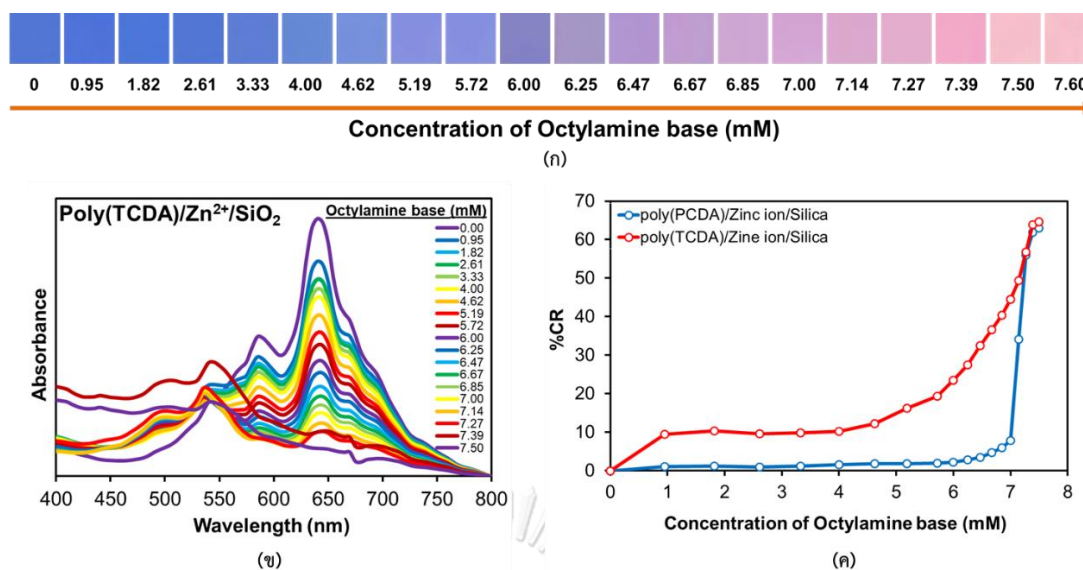 0 0.95 1.82 2.61 3.33 4.00 4.62 5.19 5.72 6.00 6.25 6.47 6.67 6.85 7.00 7.14 7.27 7.39 7.50 7.60
Concentration of Octylamine base (mM)
(ก)
Poly(TCDA)/Zn²⁺/SiO₂
Octylamine base (mM)
0.00
0.95
1.82
2.61
3.33
4.00
4.62
5.19
5.72
6.00
6.25
6.47
6.67
6.85
7.00
7.14
7.27
7.39
7.50
Absorbance
400 450 500 550 600 650 700 750 800
Wavelength (nm)
(ข)
70
60
50
40
30
20
10
0
%CR
poly(PCDA)/Zinc ion/Silica
poly(TCDA)/Zine ion/Silica
0 1 2 3 4 5 6 7 8
Concentration of Octylamine base (mM)
(ค)